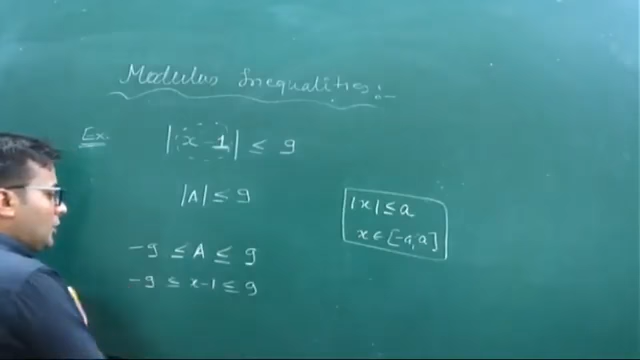 Modulus Inequalities:-
Ex. |x-1| ≤ 9
|A| ≤ 9
|x| ≤ a
x ∈ [-a, a]
-9 ≤ A ≤ 9
-9 ≤ x-1 ≤ 9